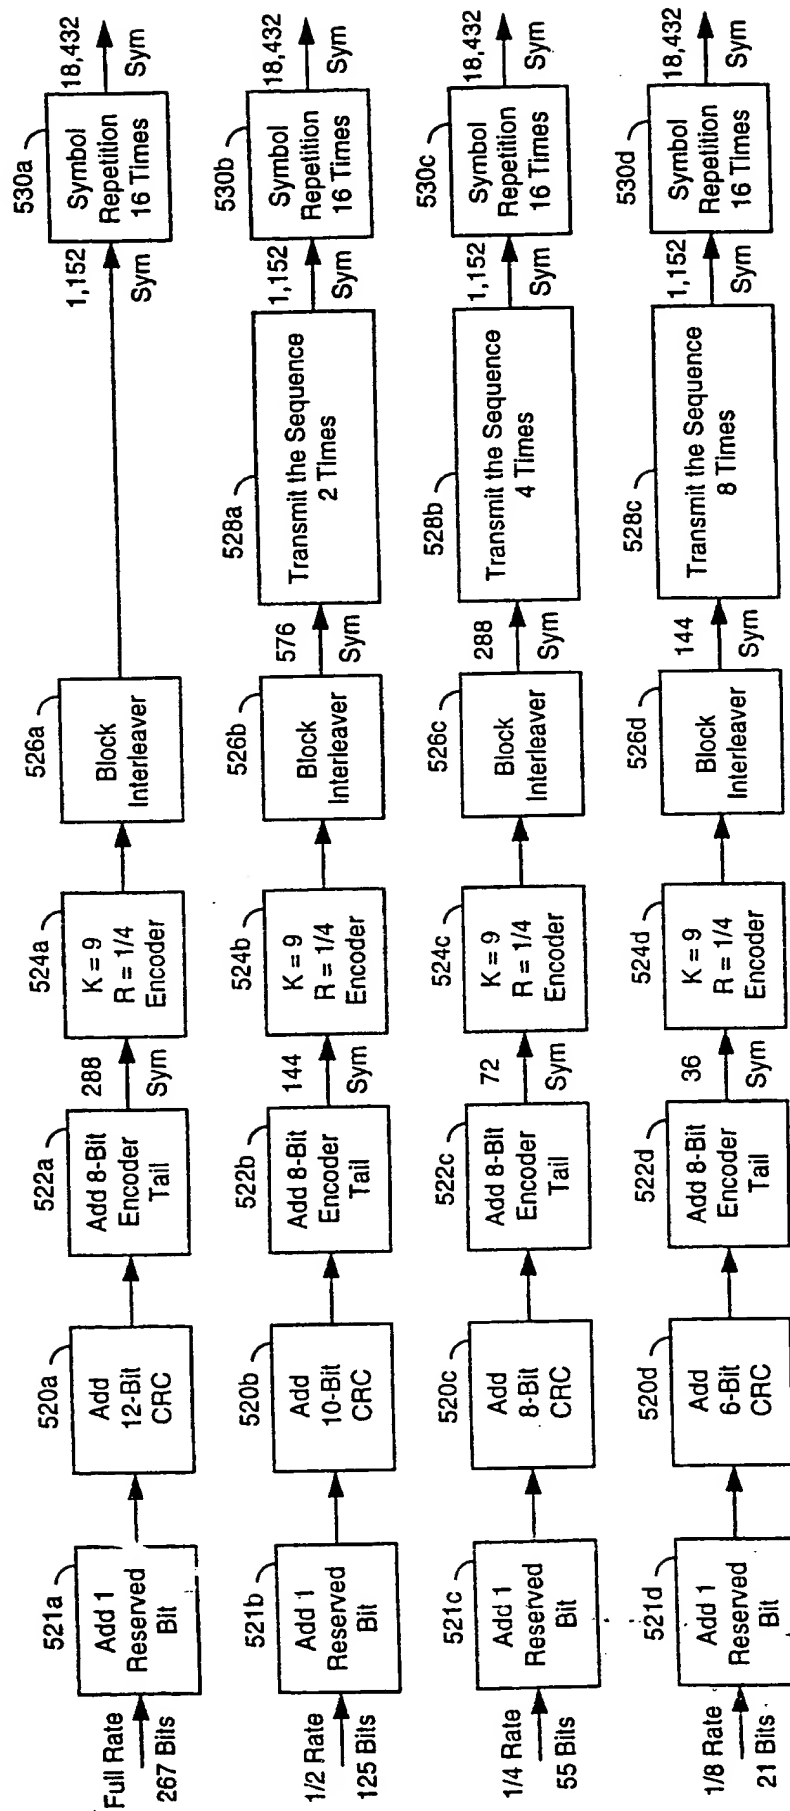 Full Rate
267 Bits
521a
Add 1
Reserved
Bit
520a
Add
12-Bit
CRC
522a
Add 8-Bit
Encoder
Tail
288
Sym
524a
K = 9
R = 1/4
Encoder
526a
Block
Interleaver
1,152
Sym
530a
Symbol
Repetition
16 Times
18,432
Sym
1/2 Rate
125 Bits
521b
Add 1
Reserved
Bit
520b
Add
10-Bit
CRC
522b
Add 8-Bit
Encoder
Tail
144
Sym
524b
K = 9
R = 1/4
Encoder
526b
Block
Interleaver
576
Sym
528a
Transmit the Sequence
2 Times
1,152
Sym
530b
Symbol
Repetition
16 Times
18,432
Sym
1/4 Rate
55 Bits
521c
Add 1
Reserved
Bit
520c
Add
8-Bit
CRC
522c
Add 8-Bit
Encoder
Tail
72
Sym
524c
K = 9
R = 1/4
Encoder
526c
Block
Interleaver
288
Sym
528b
Transmit the Sequence
4 Times
1,152
Sym
530c
Symbol
Repetition
16 Times
18,432
Sym
1/8 Rate
21 Bits
521d
Add 1
Reserved
Bit
520d
Add
6-Bit
CRC
522d
Add 8-Bit
Encoder
Tail
36
Sym
524d
K = 9
R = 1/4
Encoder
526d
Block
Interleaver
144
Sym
528c
Transmit the Sequence
8 Times
1,152
Sym
530d
Symbol
Repetition
16 Times
18,432
Sym